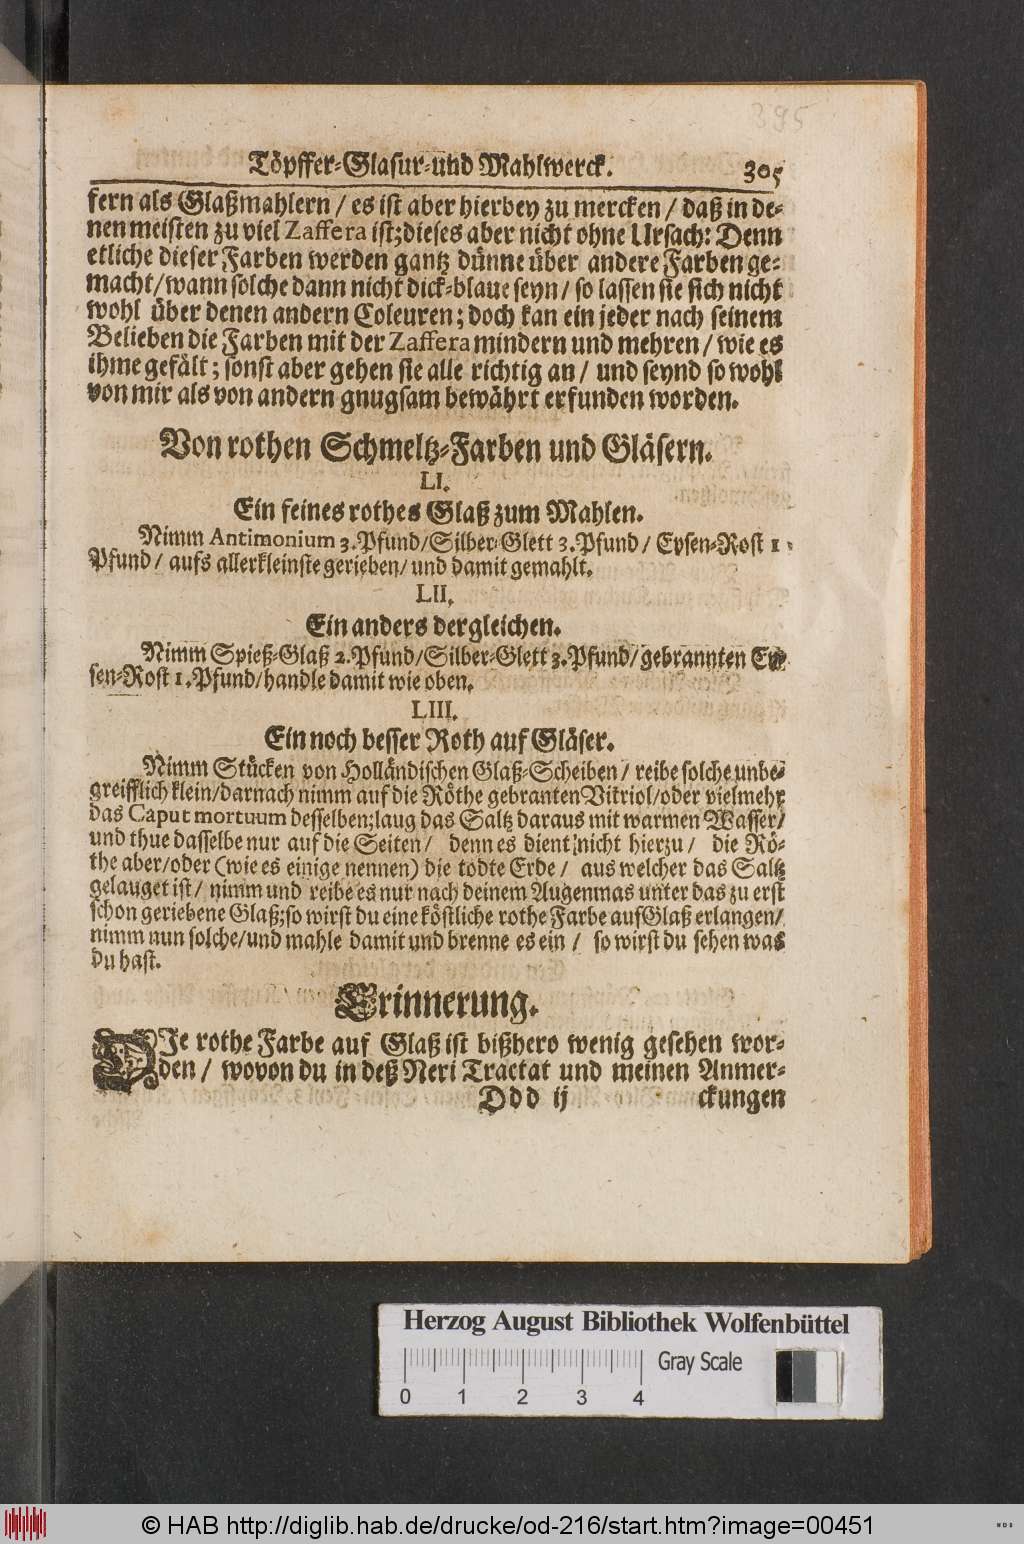 395
Töpffer-Glasur-und Mahlwerck. 305
fern als Glaßmahlern / es ist aber hierbey zu mercken / daß in de-
nen meisten zu viel Zaffera ist; dieses aber nicht ohne Ursach: Denn
etliche dieser Farben werden gantz dünne über andere Farben ge-
macht / wann solche dann nicht dick-blaue seyn / so lassen sie sich nicht
wohl über denen andern Coleuren; doch kan ein jeder nach seinem
Belieben die Farben mit der Zaffera mindern und mehren / wie es
ihme gefält; sonst aber gehen sie alle richtig an / und seynd so wohl
von mir als von andern gnugsam bewährt erfunden worden.
Von rothen Schmeltz-Farben und Gläsern.
LI.
Ein feines rothes Glaß zum Mahlen.
Nimm Antimonium 3. Pfund / Silber-Glett 3. Pfund / Eysen-Rost 1.
Pfund / aufs allerkleinste gerieben / und damit gemahlt.
LII.
Ein anders dergleichen.
Nimm Spieß-Glaß 2. Pfund / Silber-Glett 3. Pfund / gebrannten Ey-
sen-Rost 1. Pfund / handle damit wie oben.
LIII.
Ein noch besser Roth auf Gläser.
Nimm Stücken von Holländischen Glaß-Scheiben / reibe solche unbe-
greifflich klein / darnach nimm auf die Röthe gebranten Vitriol / oder vielmehr
das Caput mortuum desselben; laug das Saltz daraus mit warmen Wasser /
und thue dasselbe nur auf die Seiten / denn es dient nicht hierzu / die Rö-
the aber / oder (wie es einige nennen) die todte Erde / aus welcher das Saltz
gelauget ist / nimm und reibe es nur nach deinem Augenmas unter das zu erst
schon geriebene Glaß; so wirst du eine köstliche rothe Farbe auf Glaß erlangen /
nimm nun solche / und mahle damit und brenne es ein / so wirst du sehen was
du hast.
Erinnerung.
DIe rothe Farbe auf Glaß ist bißhero wenig gesehen wor-
den / wovon du in deß Neri Tractat und meinen Anmer-
Ddd ij ckungen
Herzog August Bibliothek Wolfenbüttel
Gray Scale
0 1 2 3 4
© HAB http://diglib.hab.de/drucke/od-216/start.htm?image=00451